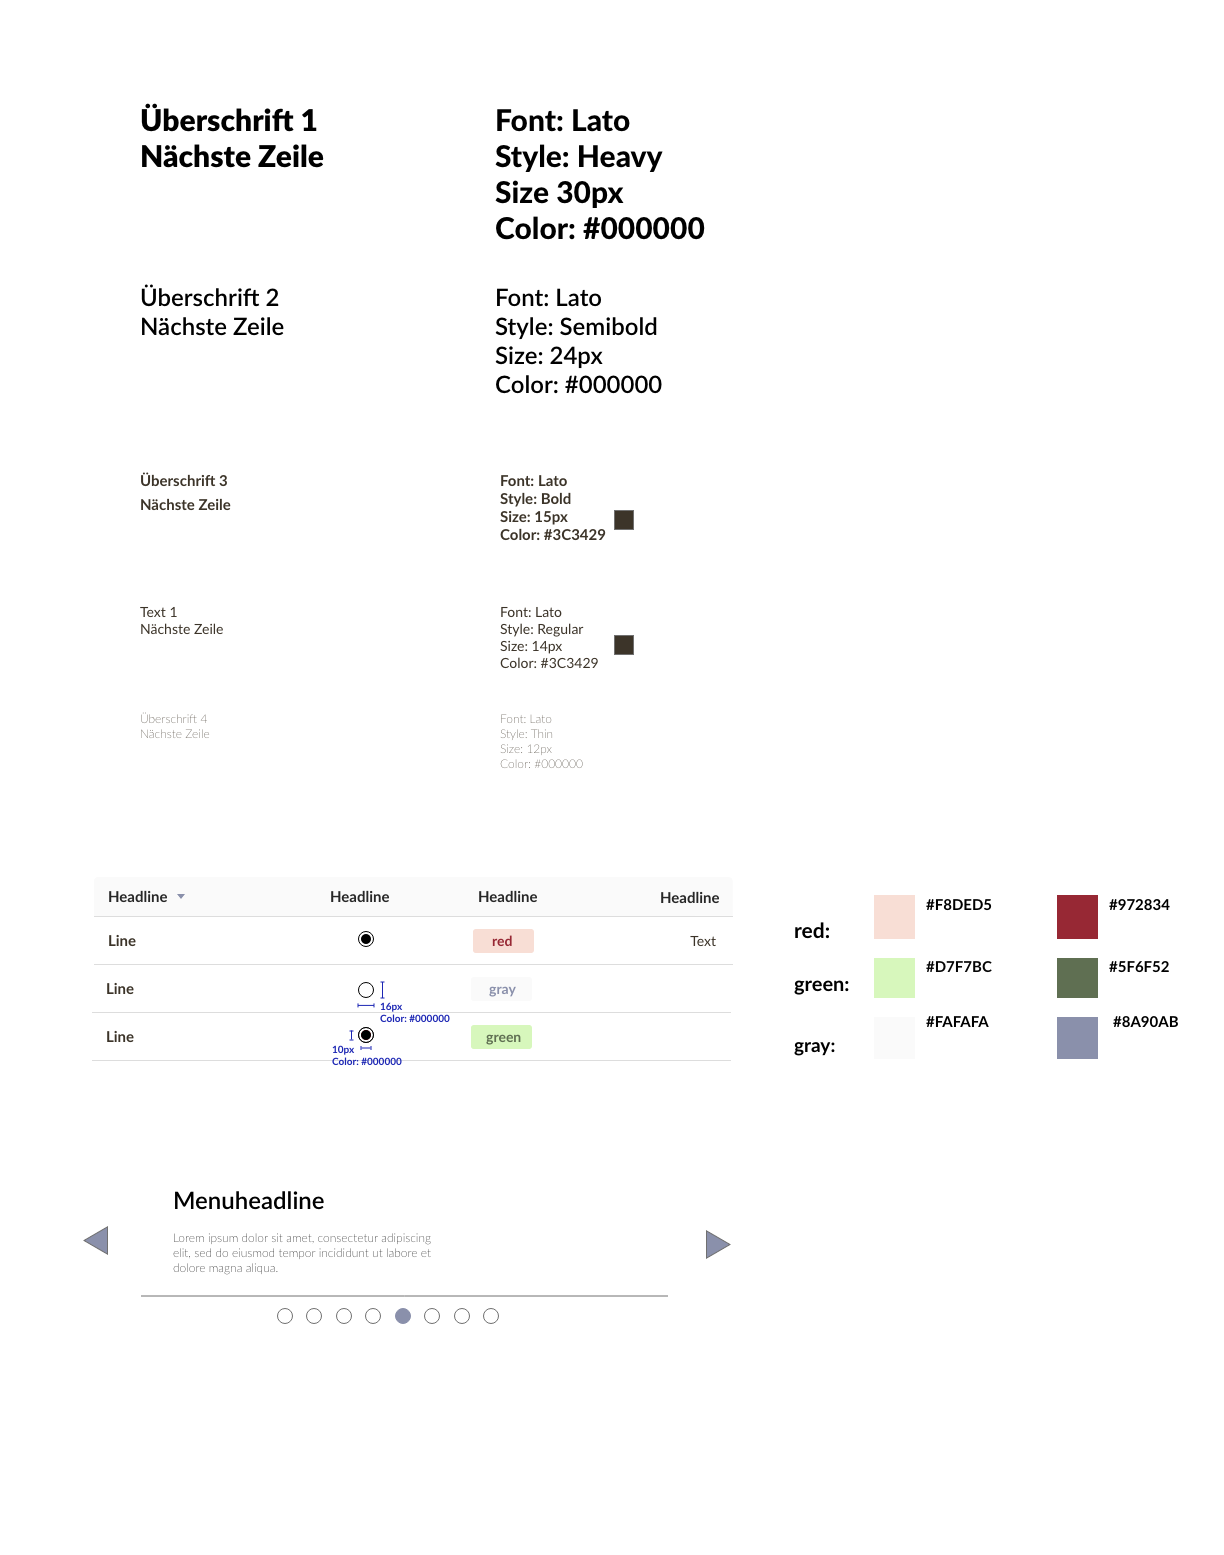 Überschrift 1
Nächste Zeile
Font: Lato
Style: Heavy
Size 30px
Color: #000000
Überschrift 2
Nächste Zeile
Font: Lato
Style: Semibold
Size: 24px
Color: #000000
Überschrift 3
Nächste Zeile
Font: Lato
Style: Bold
Size: 15px
Color: #3C3429
Text 1
Nächste Zeile
Font: Lato
Style: Regular
Size: 14px
Color: #3C3429
Überschrift 4
Nächste Zeile
Font: Lato
Style: Thin
Size: 12px
Color: #000000
Headline Headline Headline Headline
Line red Text
Line gray
16px
Color: #000000
Line green
10px
Color: #000000
red: #F8DED5 #972834
green: #D7F7BC #5F6F52
gray: #FAFAFA #8A90AB
Menuheadline
Lorem ipsum dolor sit amet, consectetur adipiscing
elit, sed do eiusmod tempor incididunt ut labore et
dolore magna aliqua.